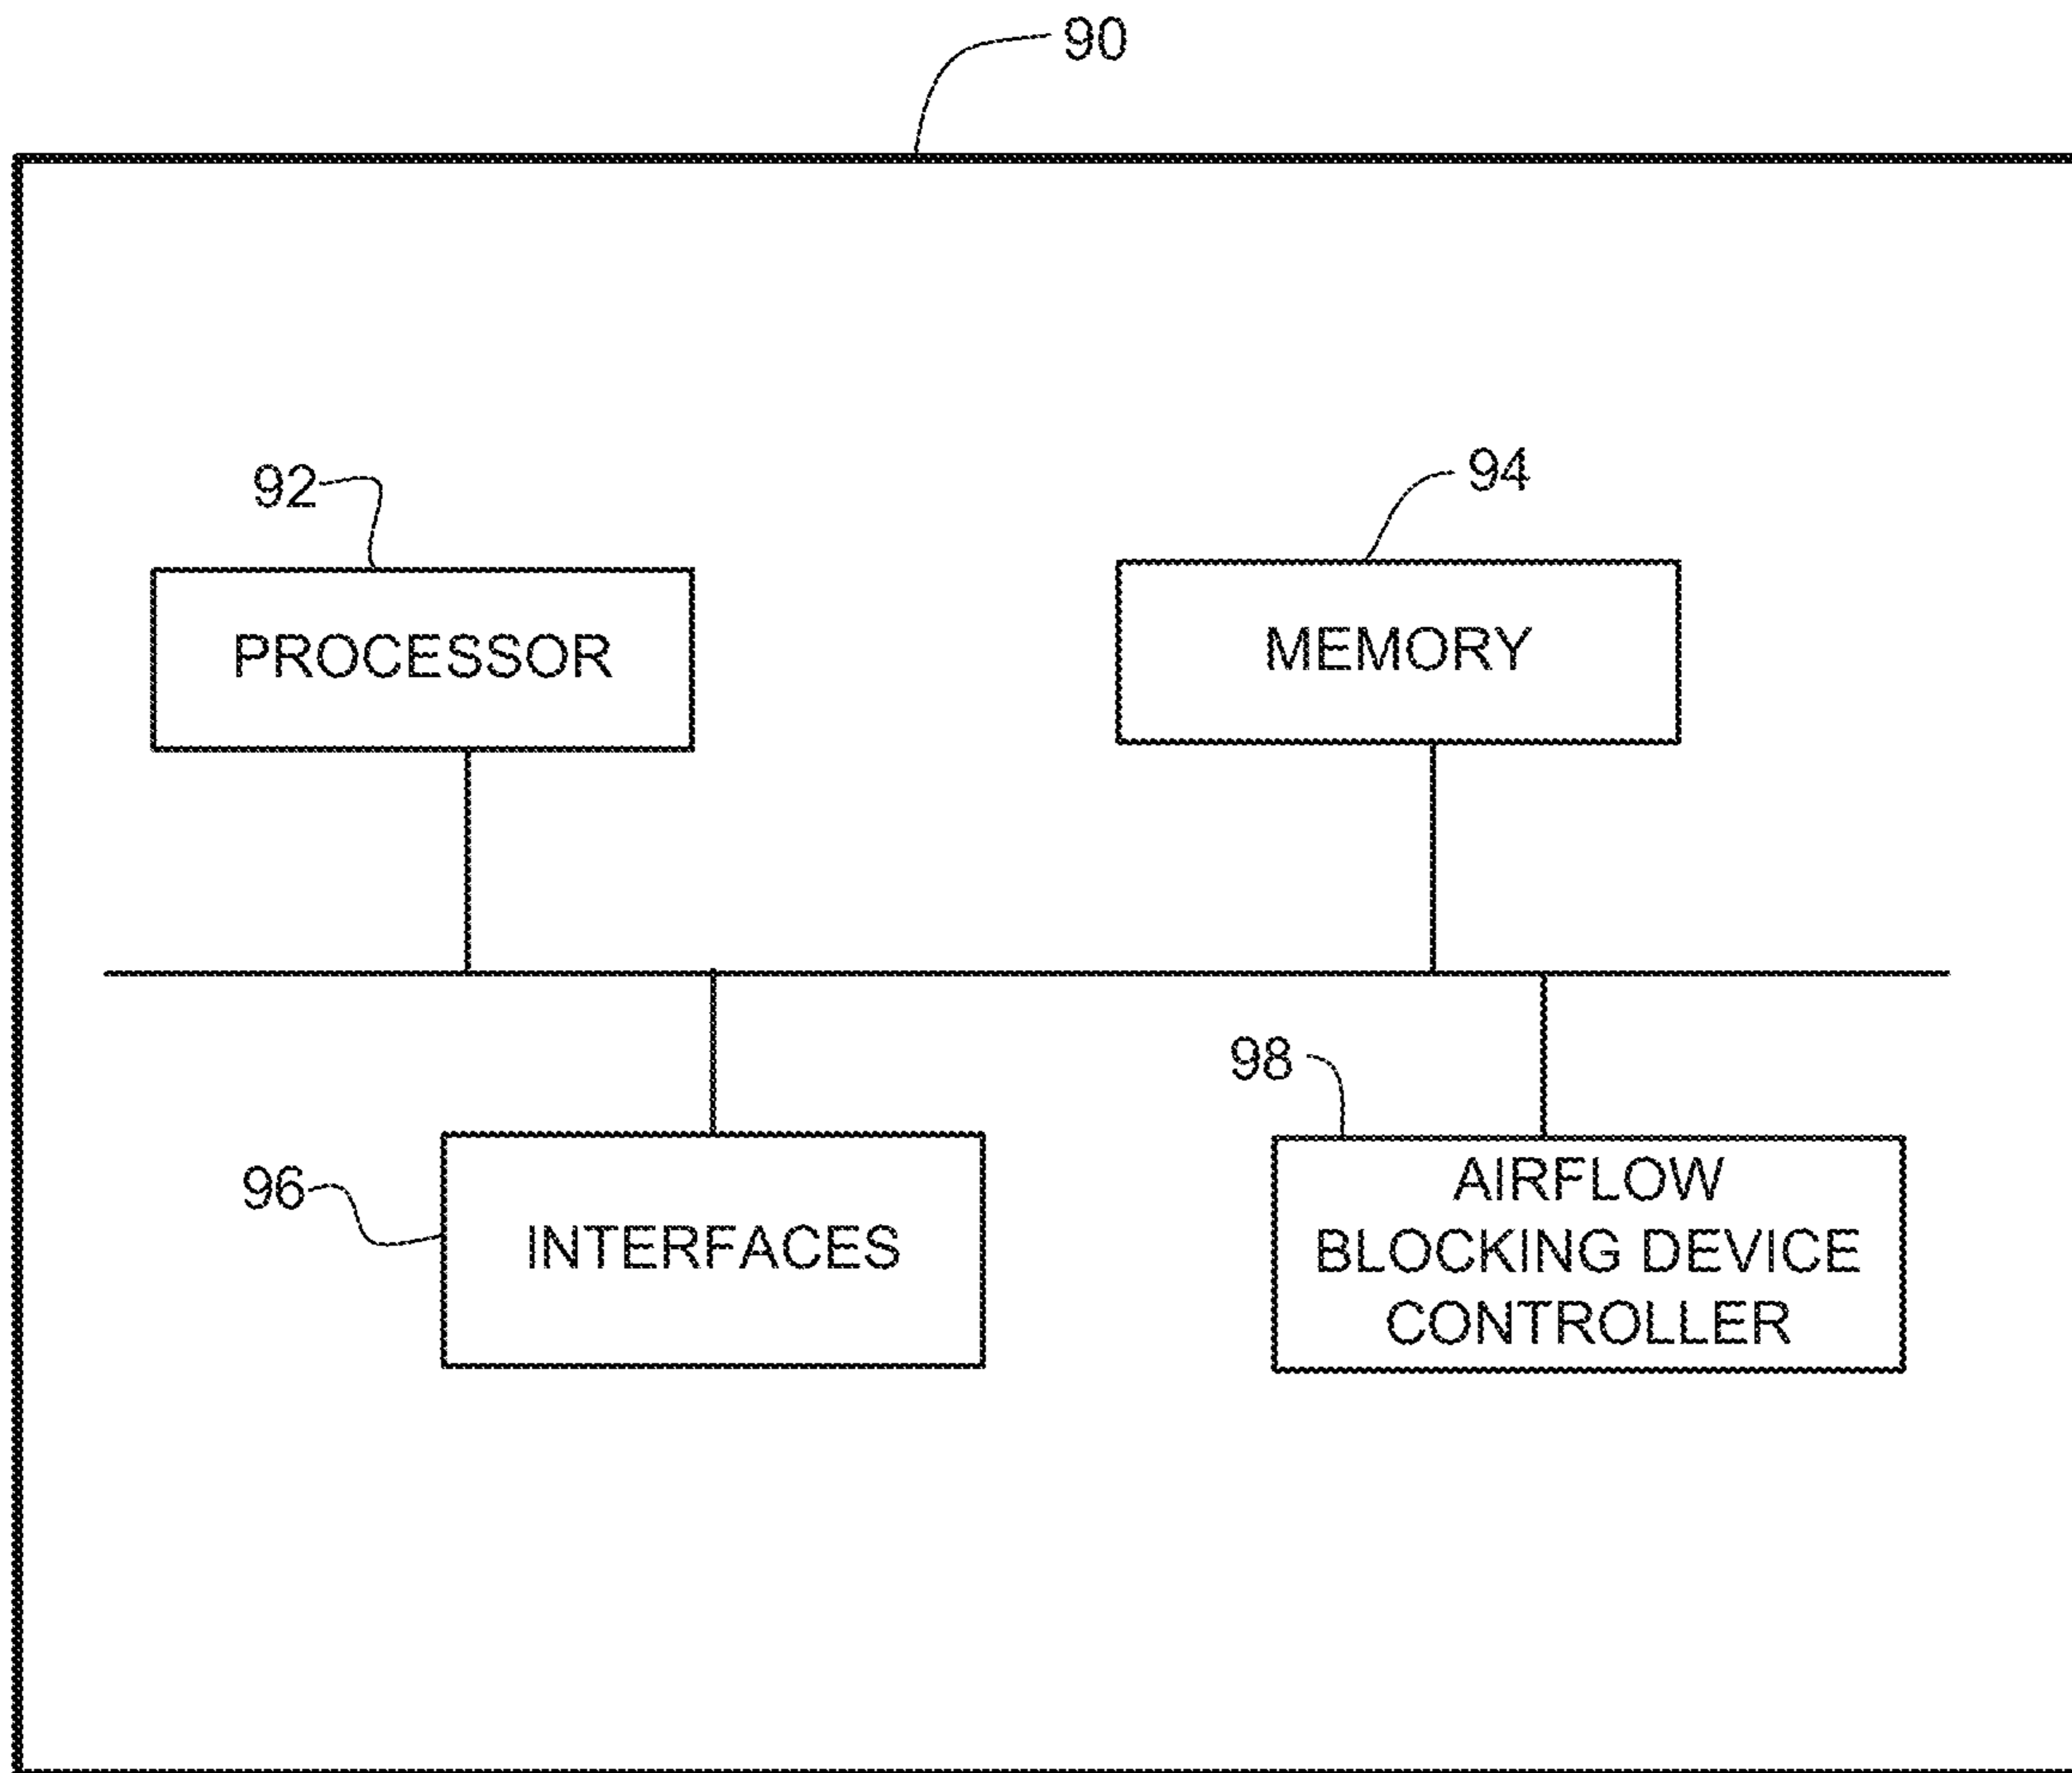 90
92
94
PROCESSOR
MEMORY
98
96
INTERFACES
AIRFLOW
BLOCKING DEVICE
CONTROLLER